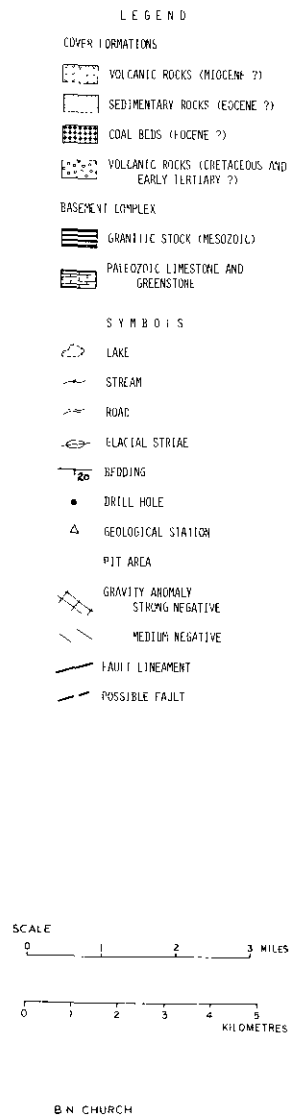 LEGEND
COVER FORMATIONS
VOLCANIC ROCKS (MIOCENE ?)
SEDIMENTARY ROCKS (EOCENE ?)
COAL BEDS (EOCENE ?)
VOLCANIC ROCKS (CRETACEOUS AND
EARLY TERTIARY ?)
BASEMENT COMPLEX
GRANITIC STOCK (MESOZOIC)
PALEOZOIC LIMESTONE AND
GREENSTONE
SYMBOLS
LAKE
STREAM
ROAD
GLACIAL STRIAE
20 BEDDING
DRILL HOLE
GEOLOGICAL STATION
PIT AREA
GRAVITY ANOMALY
STRONG NEGATIVE
MEDIUM NEGATIVE
FAULT LINEAMENT
POSSIBLE FAULT
SCALE
0 1 2 3 MILES
0 1 2 3 4 5
KILOMETRES
B N CHURCH